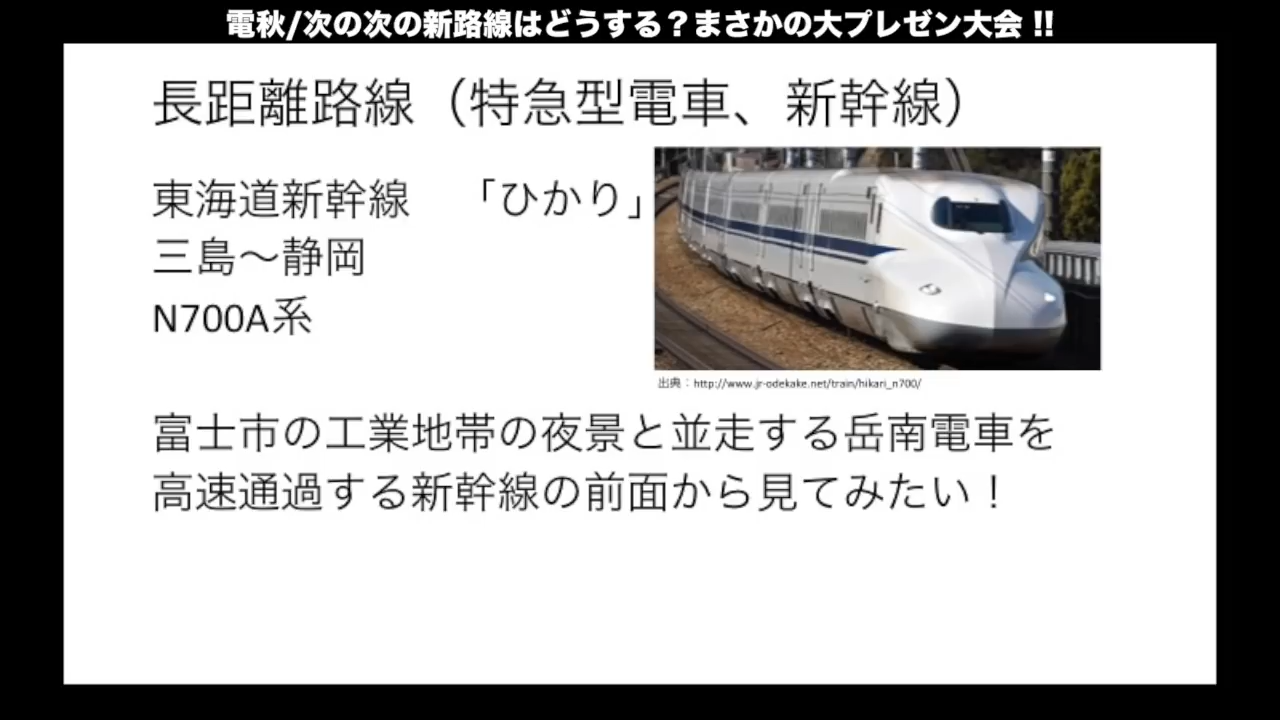 電秋/次の次の新路線はどうする？まさかの大プレゼン大会 !!
長距離路線（特急型電車、新幹線）
東海道新幹線　「ひかり」
三島～静岡
N700A系
出典：http://www.jr-odekake.net/train/hikari_n700/
富士市の工業地帯の夜景と並走する岳南電車を
高速通過する新幹線の前面から見てみたい！